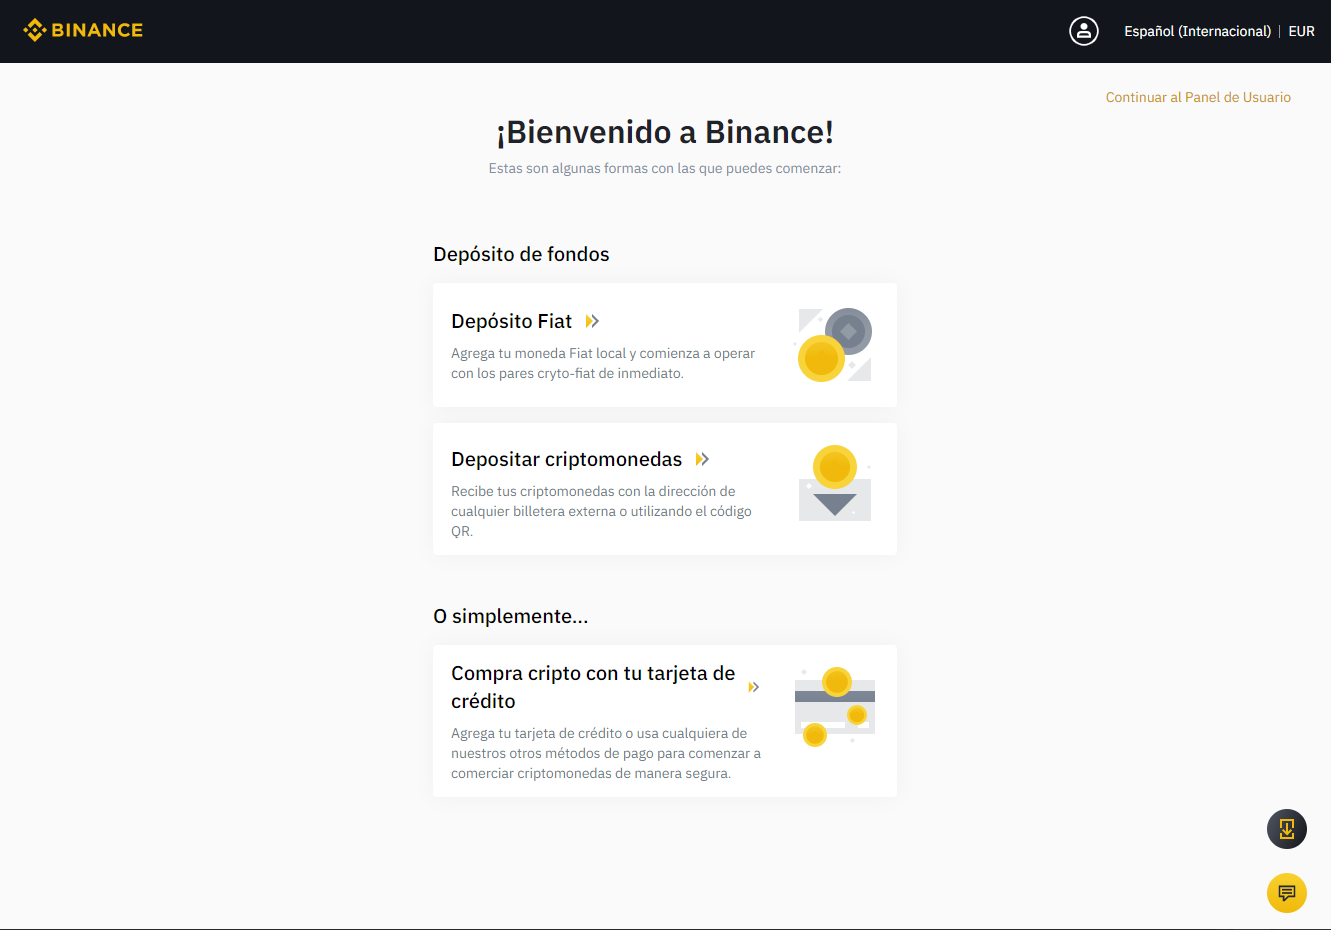 BINANCE
Español (Internacional) | EUR
Continuar al Panel de Usuario
¡Bienvenido a Binance!
Estas son algunas formas con las que puedes comenzar:
Depósito de fondos
Depósito Fiat
Agrega tu moneda Fiat local y comienza a operar
con los pares cryto-fiat de inmediato.
Depositar criptomonedas
Recibe tus criptomonedas con la dirección de
cualquier billetera externa o utilizando el código
QR.
O simplemente...
Compra cripto con tu tarjeta de
crédito
Agrega tu tarjeta de crédito o usa cualquiera de
nuestros otros métodos de pago para comenzar a
comerciar criptomonedas de manera segura.